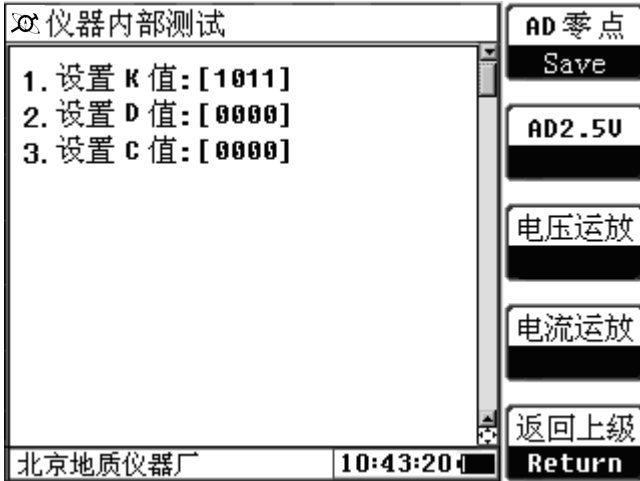 仪器内部测试
1. 设置 K 值:[1011]
2. 设置 D 值:[0000]
3. 设置 C 值:[0000]
北京地质仪器厂
10:43:20
AD 零点
Save
AD2.5V
电压运放
电流运放
返回上级
Return